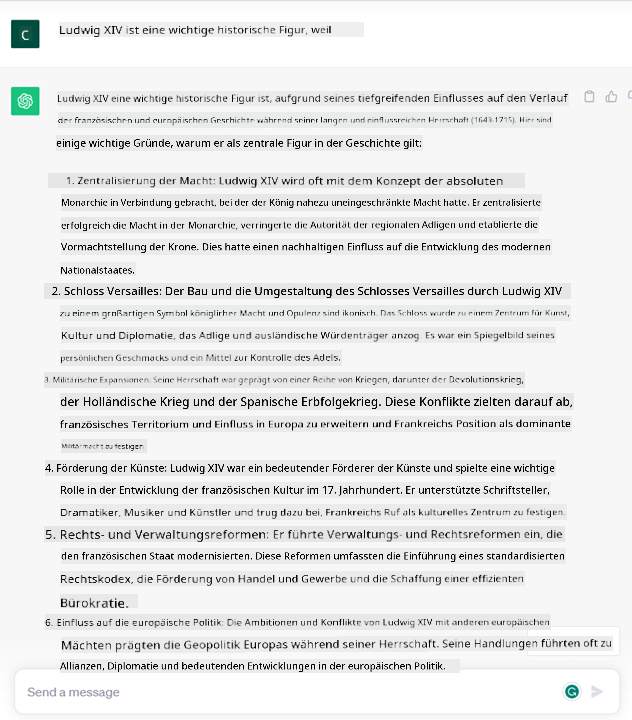 C
Ludwig XIV ist eine wichtige historische Figur, weil
Ludwig XIV eine wichtige historische Figur ist, aufgrund seines tiefgreifenden Einflusses auf den Verlauf
der französischen und europäischen Geschichte während seiner langen und einflussreichen Herrschaft (1643-1715). Hier sind
einige wichtige Gründe, warum er als zentrale Figur in der Geschichte gilt:
1. Zentralisierung der Macht: Ludwig XIV wird oft mit dem Konzept der absoluten
Monarchie in Verbindung gebracht, bei der der König nahezu uneingeschränkte Macht hatte. Er zentralisierte
erfolgreich die Macht in der Monarchie, verringerte die Autorität der regionalen Adligen und etablierte die
Vormachtstellung der Krone. Dies hatte einen nachhaltigen Einfluss auf die Entwicklung des modernen
Nationalstaates.
2. Schloss Versailles: Der Bau und die Umgestaltung des Schlosses Versailles durch Ludwig XIV
zu einem großartigen Symbol königlicher Macht und Opulenz sind ikonisch. Das Schloss wurde zu einem Zentrum für Kunst,
Kultur und Diplomatie, das Adlige und ausländische Würdenträger anzog. Es war ein Spiegelbild seines
persönlichen Geschmacks und ein Mittel zur Kontrolle des Adels.
3. Militärische Expansionen: Seine Herrschaft war geprägt von einer Reihe von Kriegen, darunter der Devolutionskrieg,
der Holländische Krieg und der Spanische Erbfolgekrieg. Diese Konflikte zielten darauf ab,
französisches Territorium und Einfluss in Europa zu erweitern und Frankreichs Position als dominante
Militärmacht zu festigen.
4. Förderung der Künste: Ludwig XIV war ein bedeutender Förderer der Künste und spielte eine wichtige
Rolle in der Entwicklung der französischen Kultur im 17. Jahrhundert. Er unterstützte Schriftsteller,
Dramatiker, Musiker und Künstler und trug dazu bei, Frankreichs Ruf als kulturelles Zentrum zu festigen.
5. Rechts- und Verwaltungsreformen: Er führte Verwaltungs- und Rechtsreformen ein, die
den französischen Staat modernisierten. Diese Reformen umfassten die Einführung eines standardisierten
Rechtskodex, die Förderung von Handel und Gewerbe und die Schaffung einer effizienten
Bürokratie.
6. Einfluss auf die europäische Politik: Die Ambitionen und Konflikte von Ludwig XIV mit anderen europäischen
Mächten prägten die Geopolitik Europas während seiner Herrschaft. Seine Handlungen führten oft zu
Allianzen, Diplomatie und bedeutenden Entwicklungen in der europäischen Politik.
Send a message